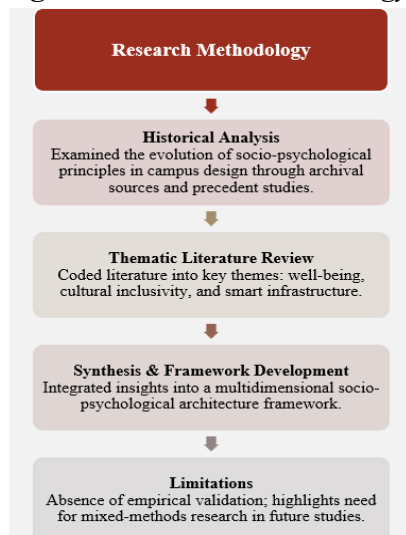 Research Methodology
Historical Analysis
Examined the evolution of socio-psychological
principles in campus design through archival
sources and precedent studies.
Thematic Literature Review
Coded literature into key themes: well-being,
cultural inclusivity, and smart infrastructure.
Synthesis & Framework Development
Integrated insights into a multidimensional socio-
psychological architecture framework.
Limitations
Absence of empirical validation; highlights need
for mixed-methods research in future studies.